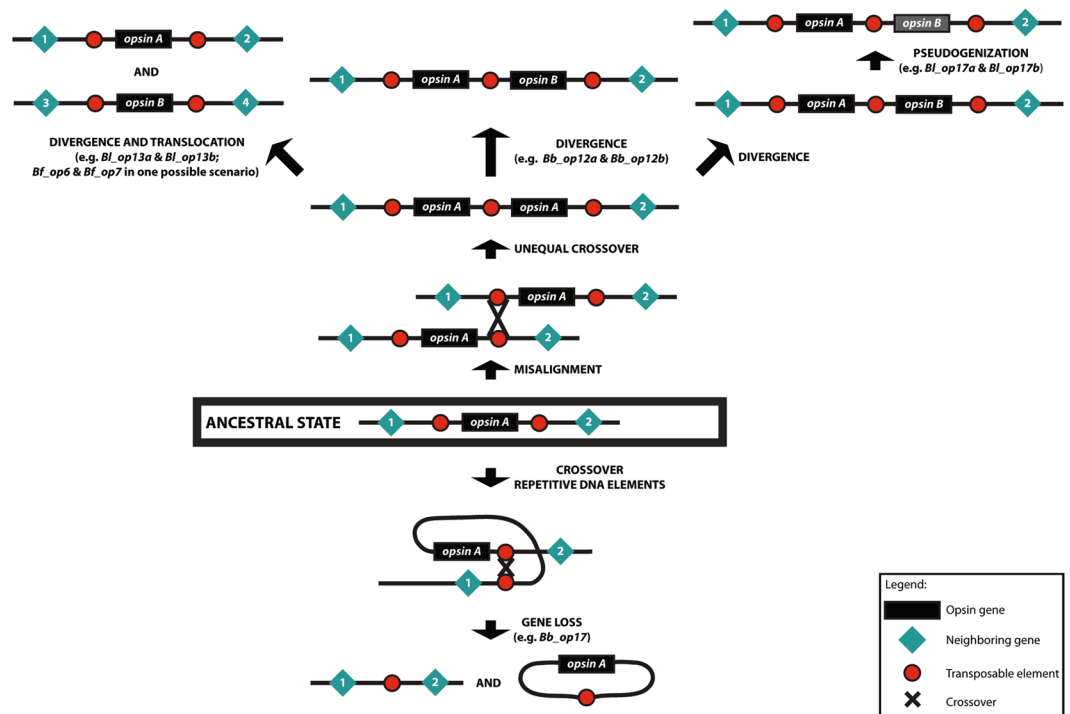 1 opsin A 2
AND
3 opsin B 4
DIVERGENCE AND TRANSLOCATION
(e.g. Bl_op13a & Bl_op13b;
Bf_op6 & Bf_op7 in one possible scenario)
1 opsin A opsin B 2
DIVERGENCE
(e.g. Bb_op12a & Bb_op12b)
1 opsin A opsin B 2
PSEUDOGENIZATION
(e.g. Bl_op17a & Bl_op17b)
1 opsin A opsin B 2
DIVERGENCE
1 opsin A opsin A 2
UNEQUAL CROSSOVER
1 opsin A 2
1 opsin A 2
MISALIGNMENT
ANCESTRAL STATE 1 opsin A 2
CROSSOVER
REPETITIVE DNA ELEMENTS
opsin A 2
1
GENE LOSS
(e.g. Bb_op17)
1 2 AND opsin A
Legend:
Opsin gene
Neighboring gene
Transposable element
Crossover